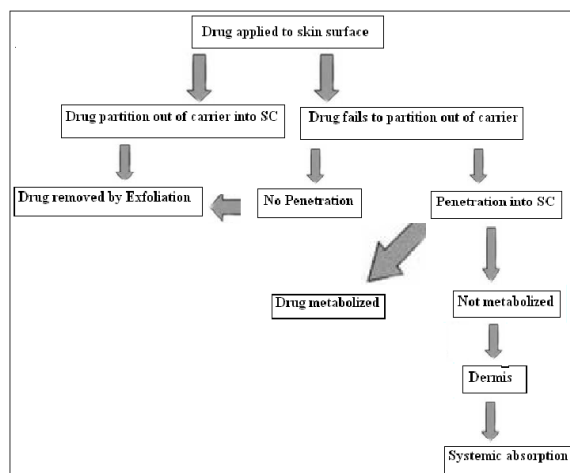 Drug applied to skin surface
Drug partition out of carrier into SC
Drug fails to partition out of carrier
Drug removed by Exfoliation
No Penetration
Penetration into SC
Drug metabolized
Not metabolized
Dermis
Systemic absorption